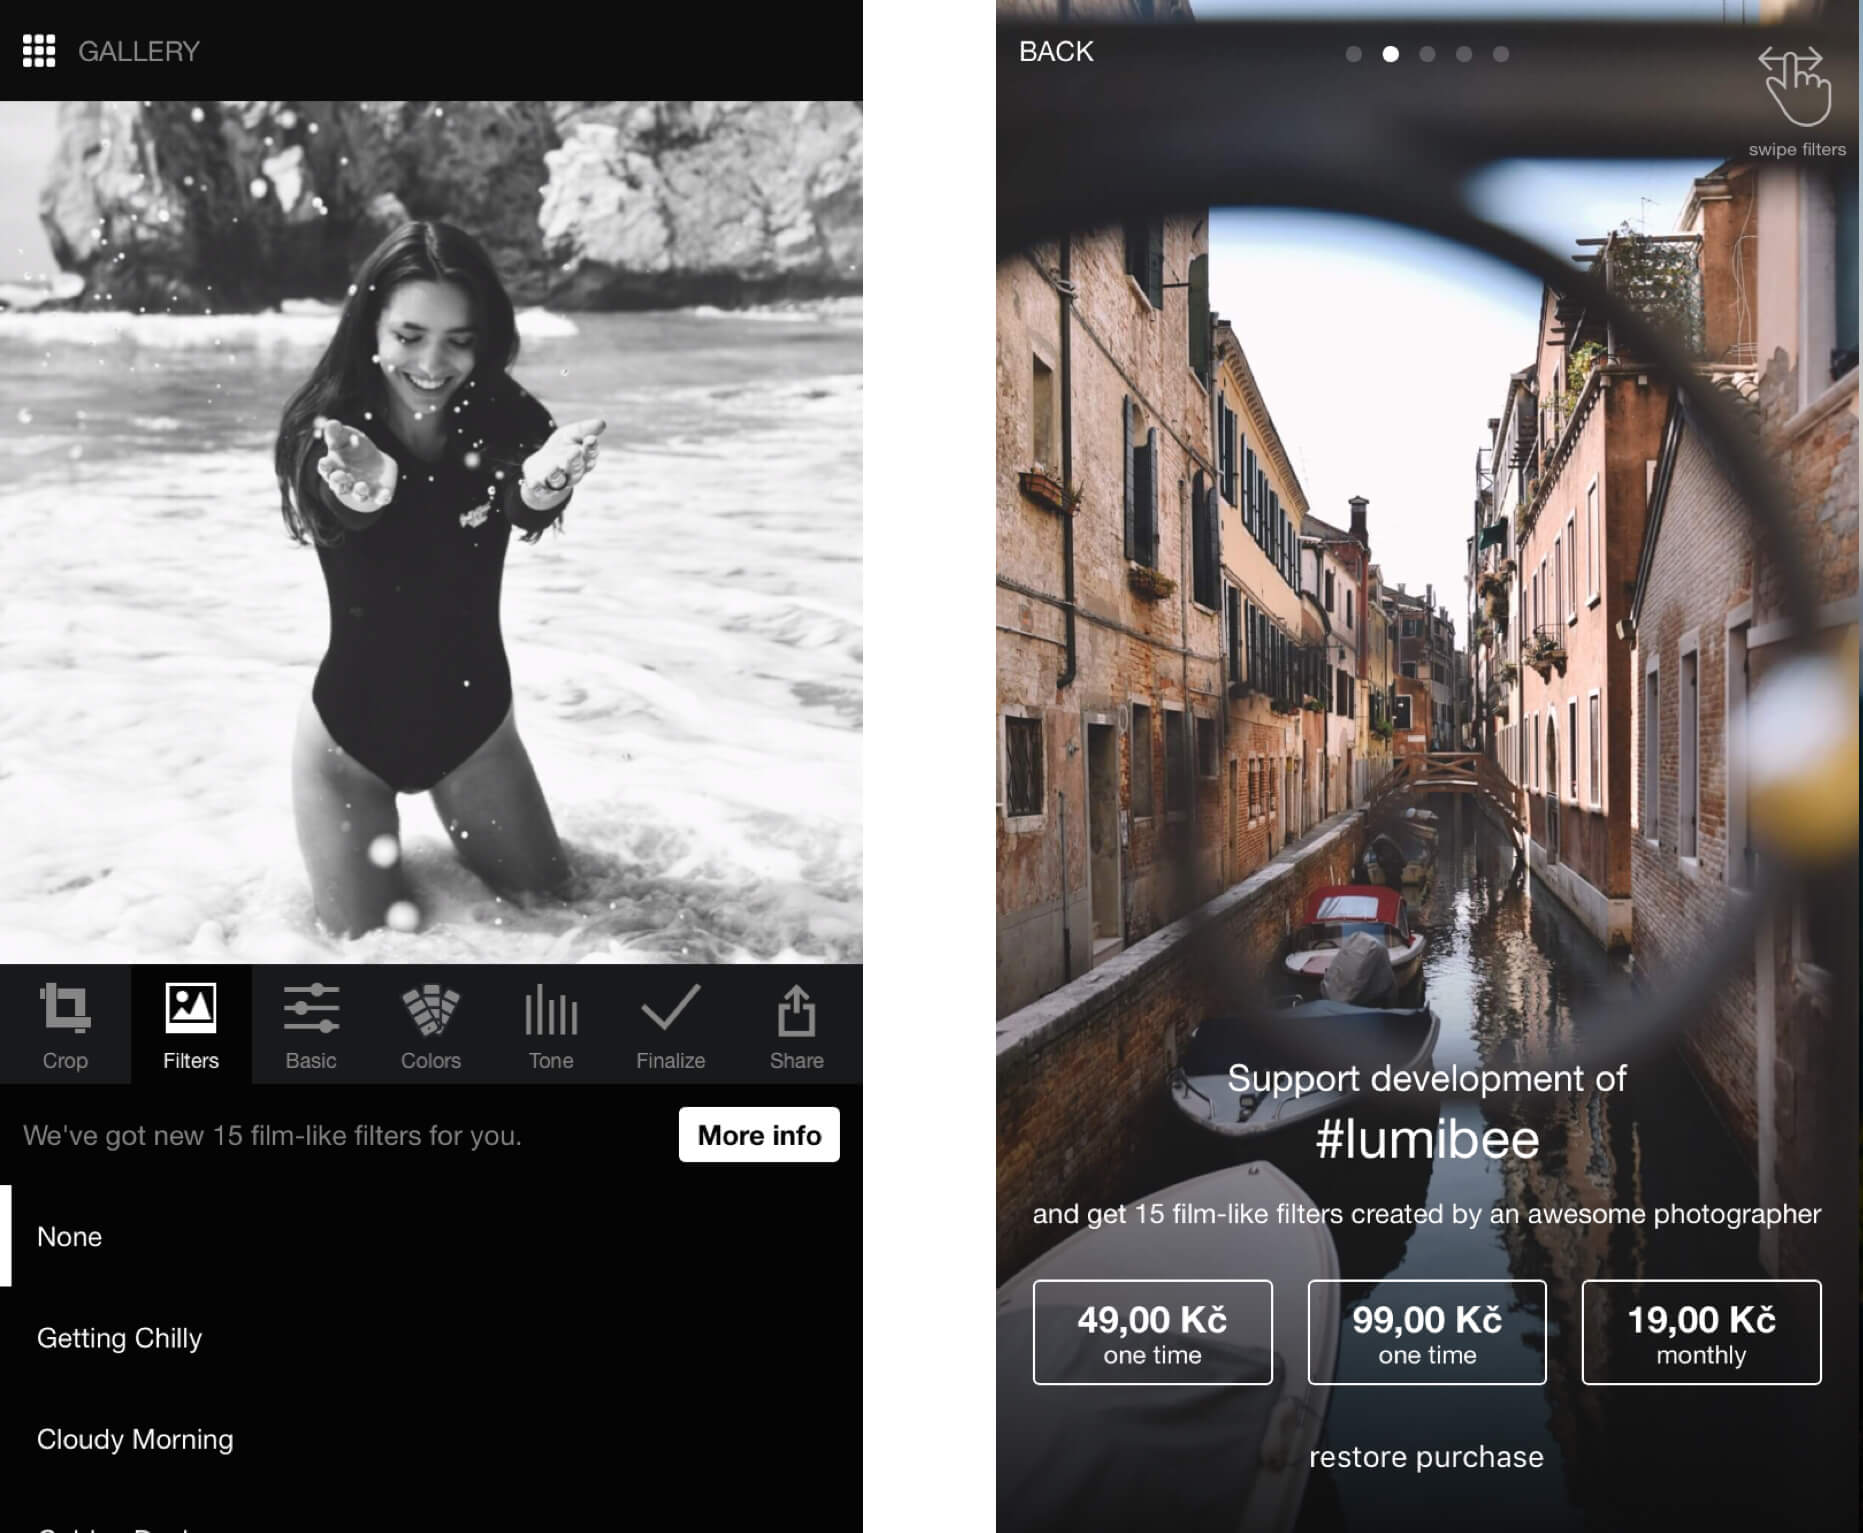 GALLERY
Crop
Filters
Basic
Colors
Tone
Finalize
Share
We've got new 15 film-like filters for you.
More info
None
Getting Chilly
Cloudy Morning
BACK
swipe filters
Support development of
#lumibee
and get 15 film-like filters created by an awesome photographer
49,00 Kč
one time
99,00 Kč
one time
19,00 Kč
monthly
restore purchase